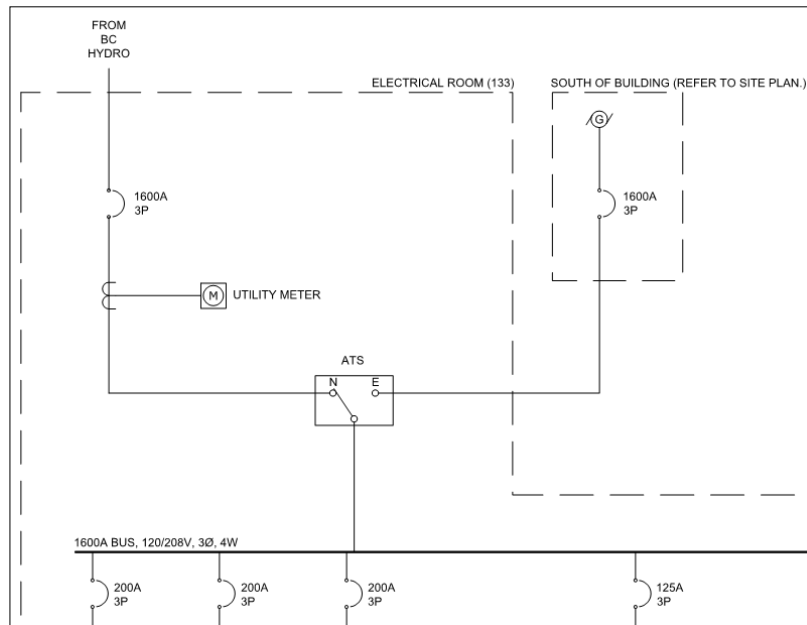 FROM
BC
HYDRO
ELECTRICAL ROOM (133)
SOUTH OF BUILDING (REFER TO SITE PLAN.)
G
1600A
3P
1600A
3P
M
UTILITY METER
ATS
N
E
1600A BUS, 120/208V, 3Ø, 4W
200A
3P
200A
3P
200A
3P
125A
3P